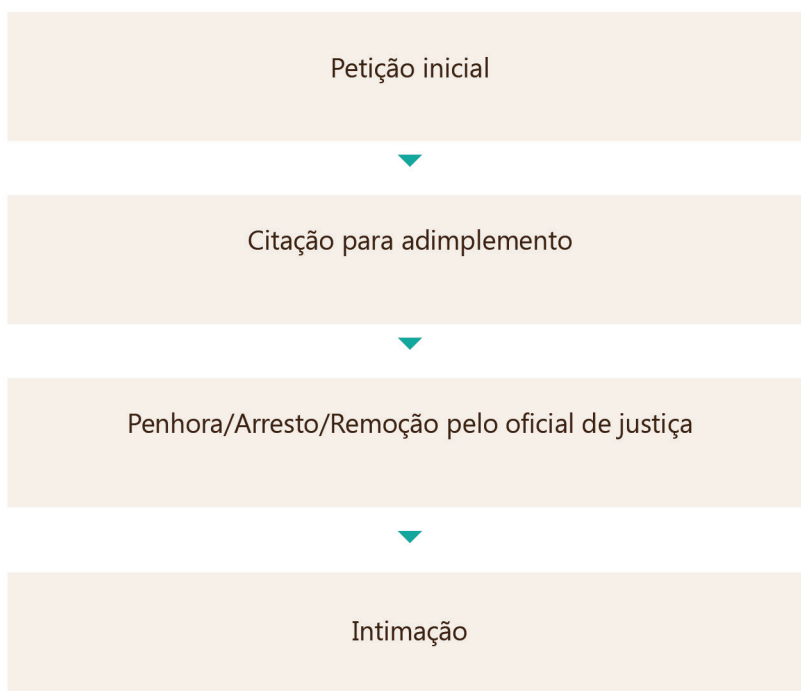 Petição inicial
Citação para adimplemento
Penhora/Arresto/Remoção pelo oficial de justiça
Intimação